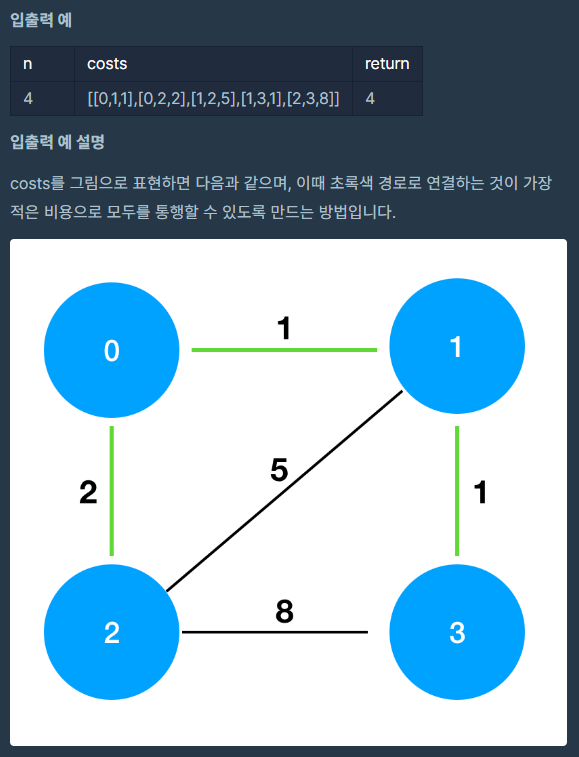 입출력 예
n costs return
4 [[0,1,1],[0,2,2],[1,2,5],[1,3,1],[2,3,8]] 4
입출력 예 설명
costs를 그림으로 표현하면 다음과 같으며, 이때 초록색 경로로 연결하는 것이 가장
적은 비용으로 모두를 통행할 수 있도록 만드는 방법입니다.
1
0 1
5
2 1
8
2 3